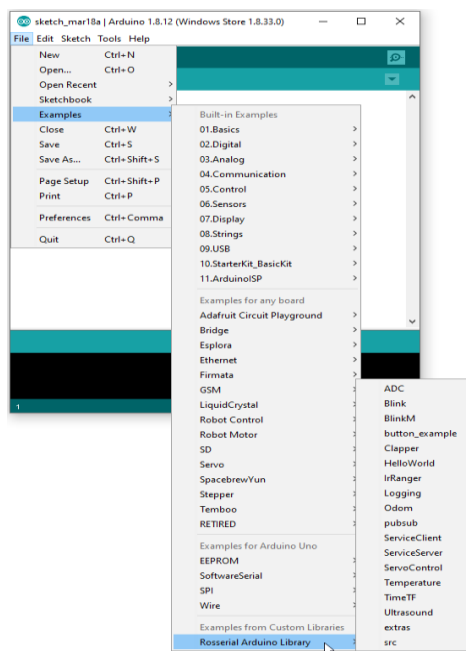 sketch_mar18a | Arduino 1.8.12 (Windows Store 1.8.33.0)
File Edit Sketch Tools Help
New Ctrl+N
Open... Ctrl+O
Open Recent
Sketchbook
Examples
Close Ctrl+W
Save Ctrl+S
Save As... Ctrl+Shift+S
Page Setup Ctrl+Shift+P
Print Ctrl+P
Preferences Ctrl+Comma
Quit Ctrl+Q
1
Built-in Examples
01.Basics
02.Digital
03.Analog
04.Communication
05.Control
06.Sensors
07.Display
08.Strings
09.USB
10.StarterKit_BasicKit
11.ArduinoISP
Examples for any board
Adafruit Circuit Playground
Bridge
Esplora
Ethernet
Firmata
GSM
LiquidCrystal
Robot Control
Robot Motor
SD
Servo
SpacebrewYun
Stepper
Temboo
RETIRED
Examples for Arduino Uno
EEPROM
SoftwareSerial
SPI
Wire
Examples from Custom Libraries
Rosserial Arduino Library
ADC
Blink
BlinkM
button_example
Clapper
HelloWorld
IrRanger
Logging
Odom
pubsub
ServiceClient
ServiceServer
ServoControl
Temperature
TimeTF
Ultrasound
extras
src